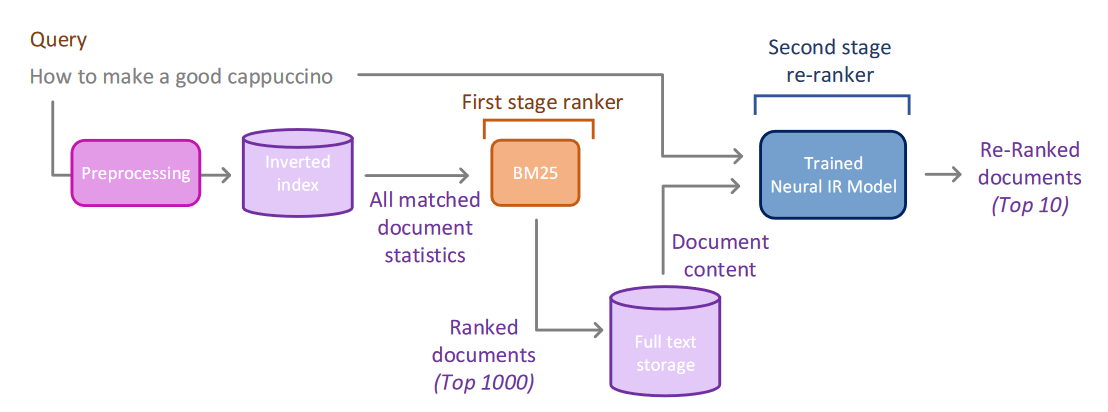 Query
How to make a good cappuccino
Preprocessing
Inverted
index
All matched
document
statistics
First stage ranker
BM25
Ranked
documents
(Top 1000)
Full text
storage
Document
content
Second stage
re-ranker
Trained
Neural IR Model
Re-Ranked
documents
(Top 10)